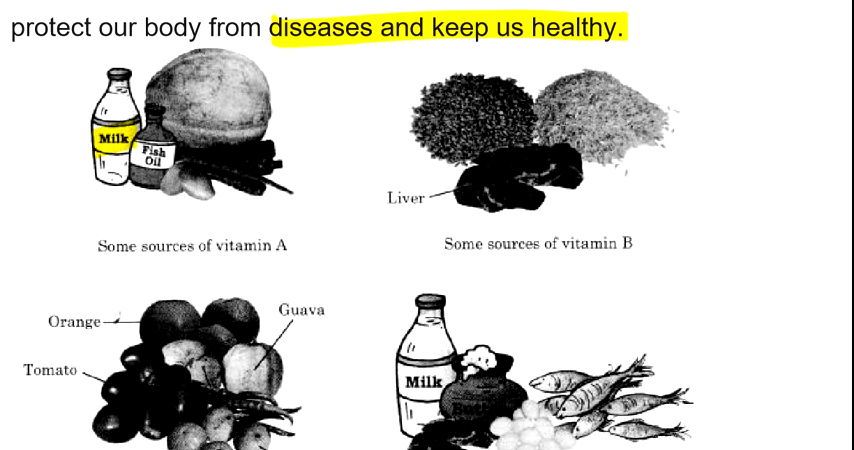 protect our body from diseases and keep us healthy.
Milk
Fish
Oil
Liver
Some sources of vitamin A
Some sources of vitamin B
Orange
Guava
Tomato
Milk